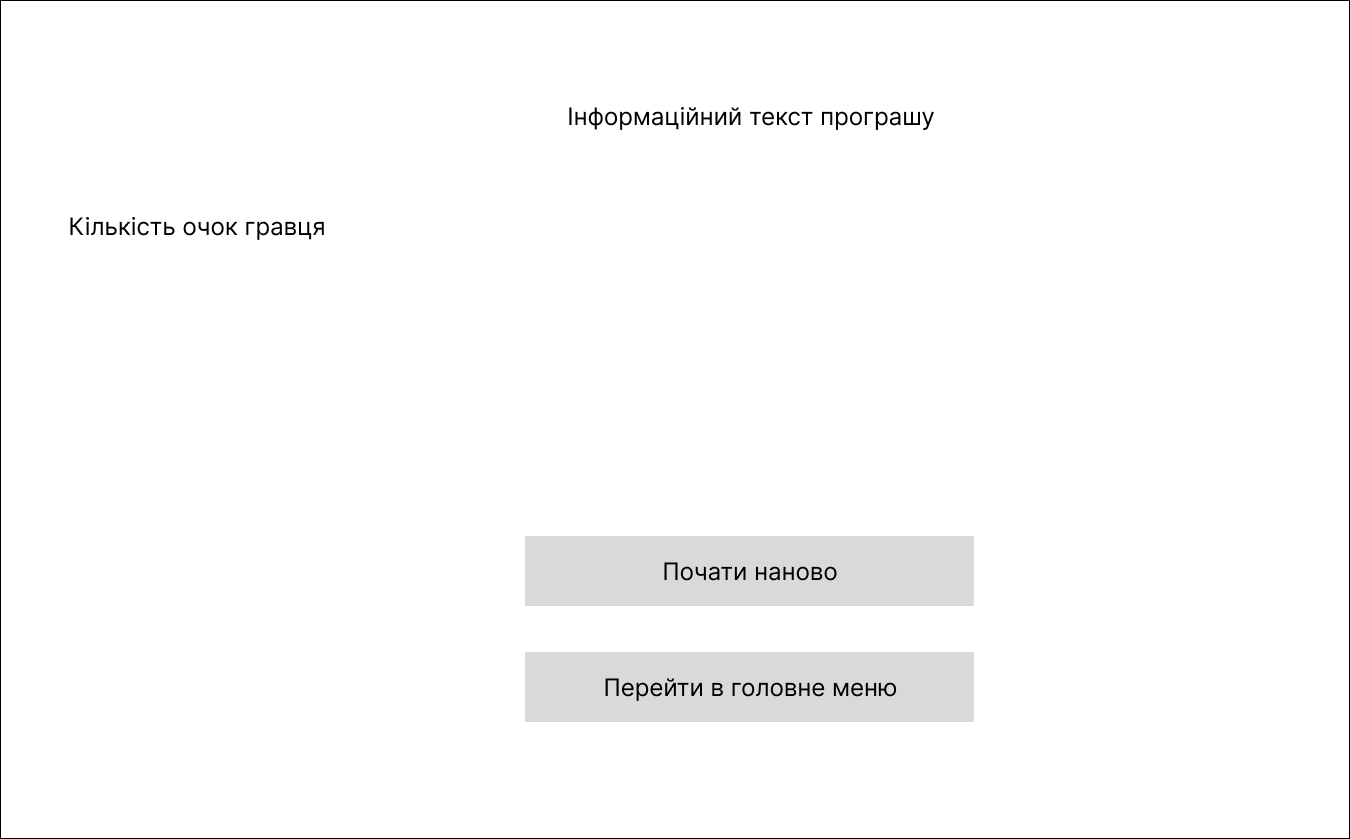 Інформаційний текст програшу
Кількість очок гравця
Почати наново
Перейти в головне меню